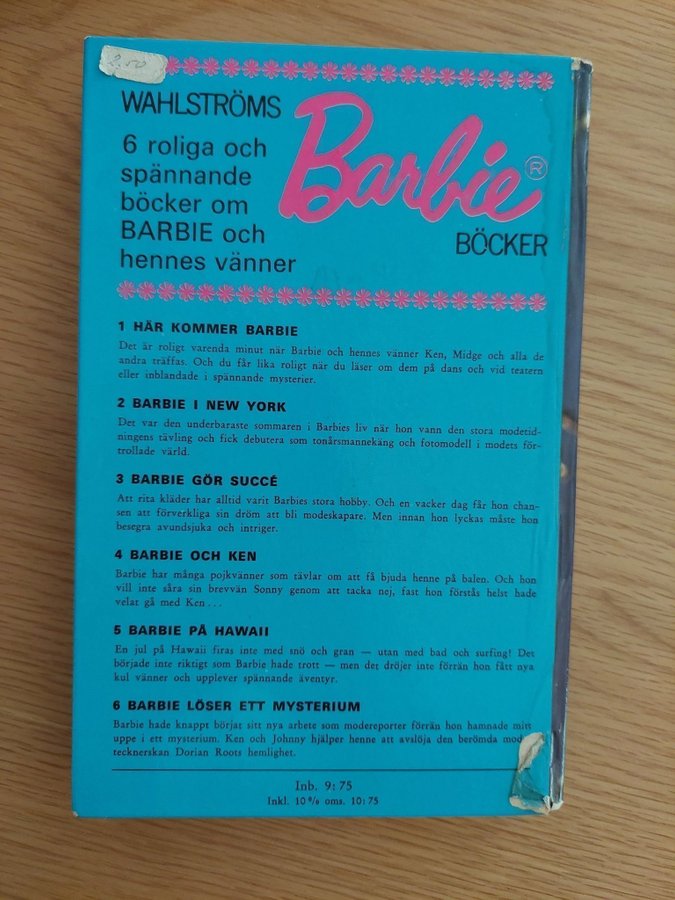 2,50
WAHLSTRÖMS
Barbie®
6 roliga och
spännande
böcker om
BARBIE och
hennes vänner
BÖCKER
1 HÄR KOMMER BARBIE
Det är roligt varenda minut när Barbie och hennes vänner Ken, Midge och alla de
andra träffas. Och du får lika roligt när du läser om dem på dans och vid teatern
eller inblandade i spännande mysterier.
2 BARBIE I NEW YORK
Det var den underbaraste sommaren i Barbies liv när hon vann den stora modetid-
ningens tävling och fick debutera som tonårsmannekäng och fotomodell i modets för-
trollade värld.
3 BARBIE GÖR SUCCÉ
Att rita kläder har alltid varit Barbies stora hobby. Och en vacker dag får hon chan-
sen att förverkliga sin dröm att bli modeskapare. Men innan hon lyckas måste hon
besegra avundsjuka och intriger.
4 BARBIE OCH KEN
Barbie har många pojkvänner som tävlar om att få bjuda henne på balen. Och hon
vill inte såra sin brevvän Sonny genom att tacka nej, fast hon förstås helst hade
velat gå med Ken...
5 BARBIE PÅ HAWAII
En jul på Hawaii firas inte med snö och gran — utan med bad och surfing! Det
började inte riktigt som Barbie hade trott — men det dröjer inte förrän hon fått nya
kul vänner och upplever spännande äventyr.
6 BARBIE LÖSER ETT MYSTERIUM
Barbie hade knappt börjat sitt nya arbete som modereporter förrän hon hamnade mitt
uppe i ett mysterium. Ken och Johnny hjälper henne att avslöja den berömda mod
tecknerskan Dorian Roots hemlighet.
Inb. 9:75
Inkl. 10 % oms. 10:75